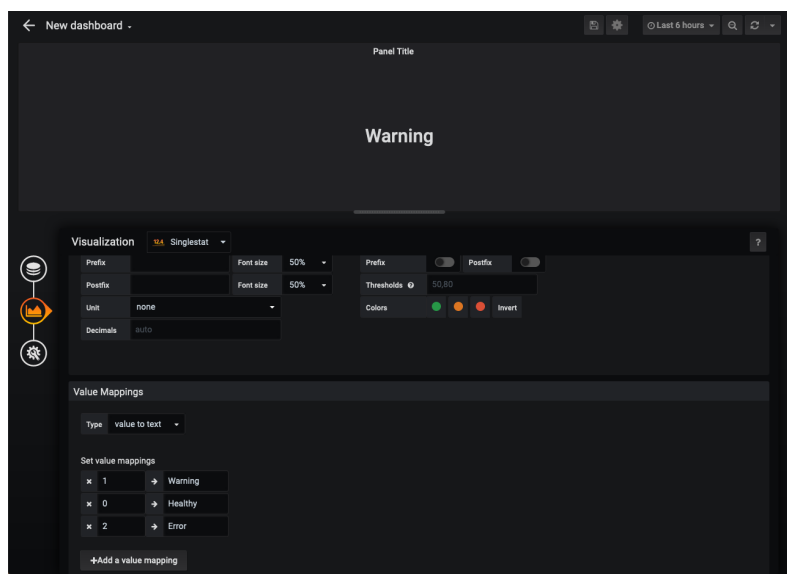 New dashboard
Last 6 hours
Panel Title
Warning
Visualization
12.4 Singlestat
?
Prefix Font size 50%
Postfix Font size 50%
Unit none
Decimals auto
Prefix Postfix
Thresholds 50,80
Colors Invert
Value Mappings
Type value to text
Set value mappings
× 1 → Warning
× 0 → Healthy
× 2 → Error
+Add a value mapping